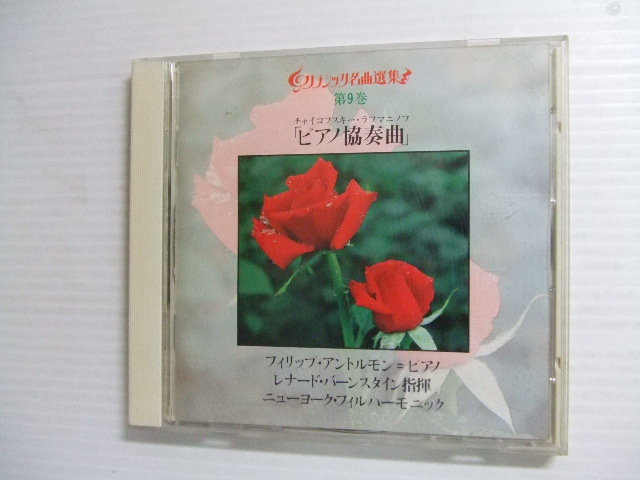 クラシック名曲選集
第9巻
チャイコフスキー・ラフマニノフ
「ピアノ協奏曲」
フィリップ・アントルモン=ピアノ
レナード・バーンスタイン指揮
ニューヨーク・フィルハーモニック